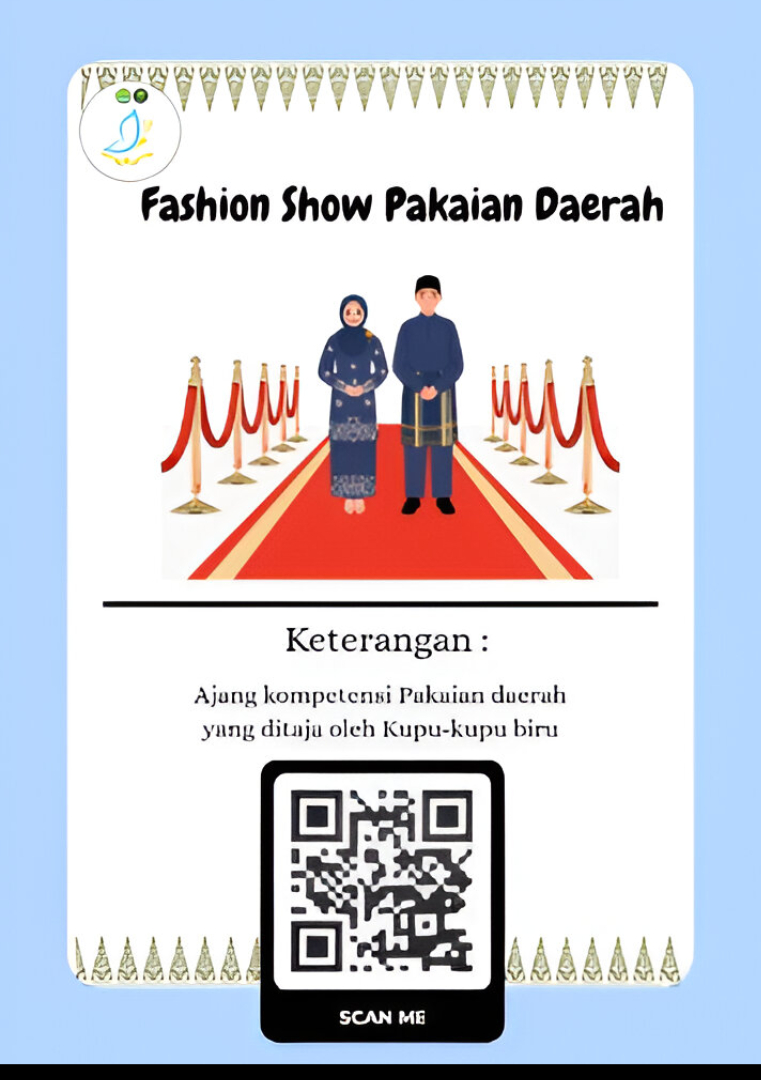 Fashion Show Pakaian Daerah
Keterangan :
Ajang kompetensi Pakaian daerah
yang ditaja oleh Kupu-kupu biru
SCAN ME